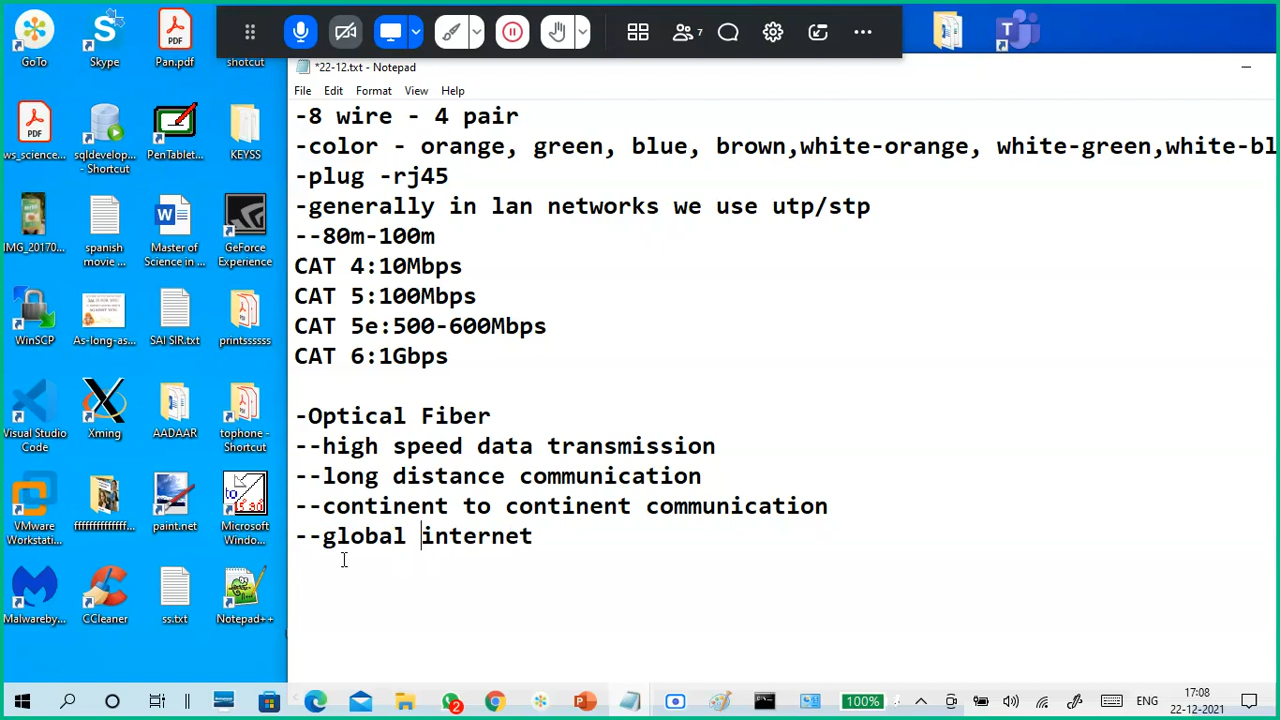 7
*22-12.txt - Notepad
File Edit Format View Help
-8 wire - 4 pair
-color - orange, green, blue, brown,white-orange, white-green,white-bl
-plug -rj45
-generally in lan networks we use utp/stp
--80m-100m
CAT 4:10Mbps
CAT 5:100Mbps
CAT 5e:500-600Mbps
CAT 6:1Gbps
-Optical Fiber
--high speed data transmission
--long distance communication
--continent to continent communication
--global internet
GoTo Skype Pan.pdf shotcut
ws_science... sqldevelop... - Shortcut PenTablet... KEYSS
IMG_20170... spanish movie ... Master of Science in ... GeForce Experience
WinSCP As-long-as... SAI SIR.txt printsssss
Visual Studio Code Xming AADAAR tophone - Shortcut
VMware Workstati... ffffffffffffff... paint.net Microsoft Windo...
Malwareby... CCleaner ss.txt Notepad++
2
100%
ENG
17:08
22-12-2021